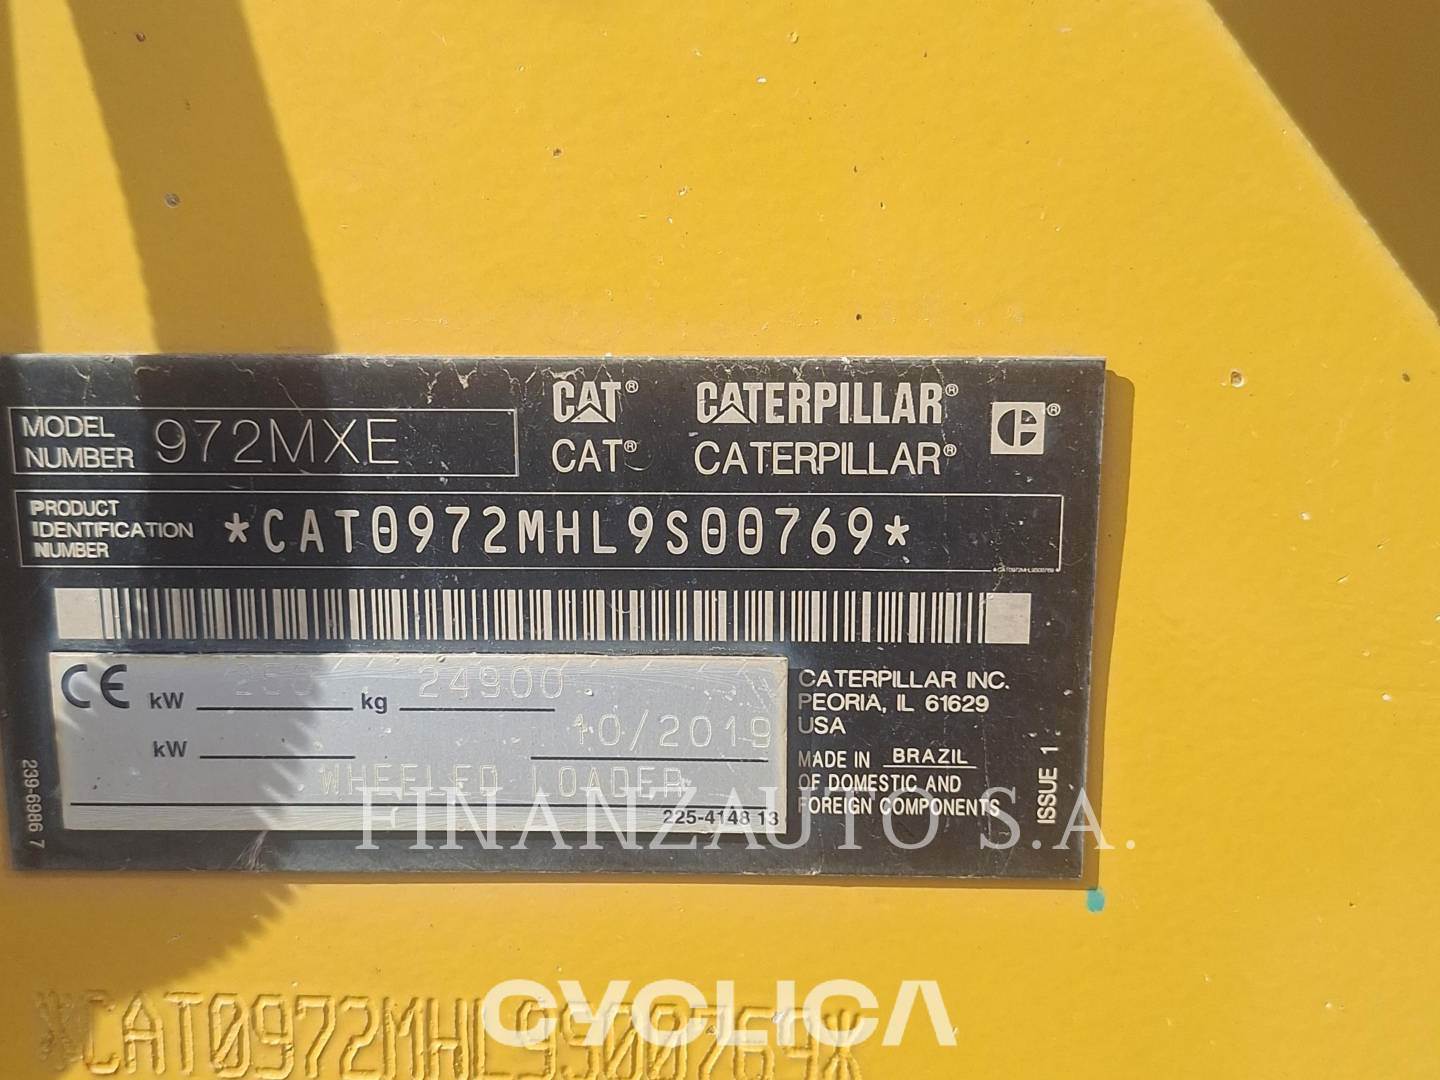 CAT® CATERPILLAR®
MODEL NUMBER 972MXE
CAT® CATERPILLAR®
PRODUCT IDENTIFICATION NUMBER *CAT0972MHL9S00769*
*CAT0972MHL9S00769*
CE kW kg 24900
10/2019
kW
WHEELED LOADER
225-4148 13
CATERPILLAR INC.
PEORIA, IL 61629
USA
MADE IN BRAZIL
OF DOMESTIC AND
FOREIGN COMPONENTS
ISSUE 1
239-6986 7
FINANZAUTO S.A.
CYCLICA
*CAT0972MHL9S00769*